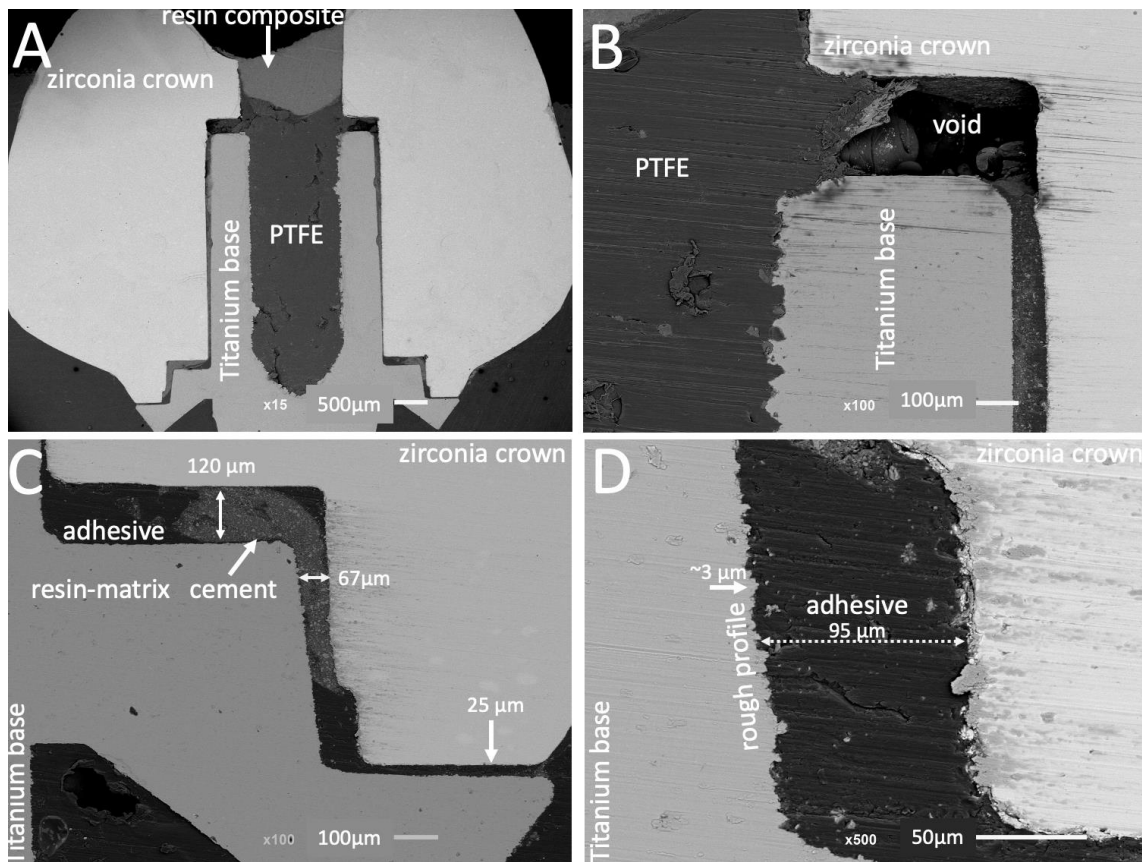 A
resin composite
zirconia crown
Titanium base
PTFE
x15 500µm
B
zirconia crown
void
PTFE
Titanium base
x100 100µm
C
120 µm
zirconia crown
adhesive
resin-matrix cement
67µm
25 µm
Titanium base
x100 100µm
D
zirconia crown
~3 µm
adhesive
95 µm
rough profile
Titanium base
x500 50µm